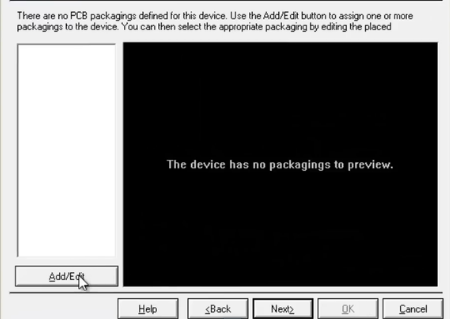 There are no PCB packagings defined for this device. Use the Add/Edit button to assign one or more
packagings to the device. You can then select the appropriate packaging by editing the placed
The device has no packagings to preview.
Add/Edit
Help <Back Next> OK Cancel